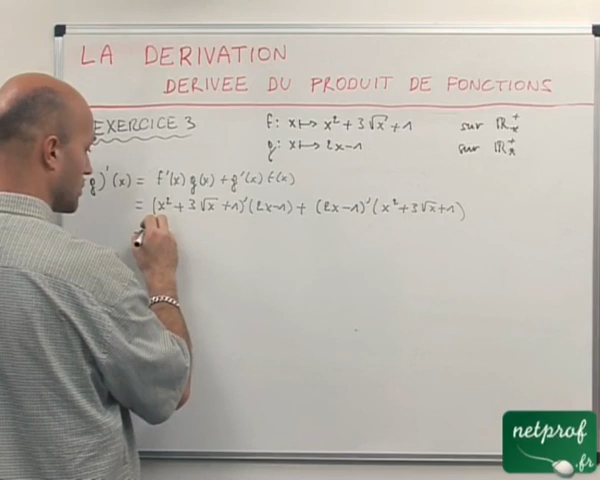 LA DERIVATION
DERIVEE DU PRODUIT DE FONCTIONS
EXERCICE 3
f: x ↦ x² + 3√x + 1 sur ℝ*⁺
g: x ↦ 2x-1 sur ℝ*⁺
g)'(x) = f'(x) g(x) + g'(x) f(x)
= (x² + 3√x + 1)' (2x-1) + (2x-1)' (x² + 3√x + 1)
netprof
.fr